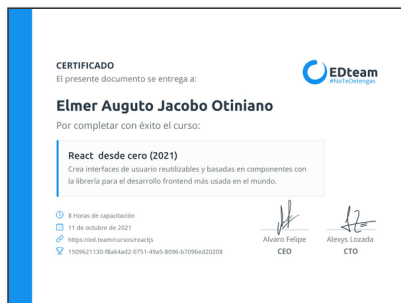 CERTIFICADO
El presente documento se entrega a:
EDteam
#NoTeDetengas
Elmer Auguto Jacobo Otiniano
Por completar con éxito el curso:
React desde cero (2021)
Crea interfaces de usuario reutilizables y basadas en componentes con
la librería para el desarrollo frontend más usada en el mundo.
8 Horas de capacitación
11 de octubre de 2021
https://ed.team/cursos/reactjs
1509621130-f8a64ad2-0751-49a5-8096-b7096ed20208
Alvaro Felipe
CEO
Alexys Lozada
CTO